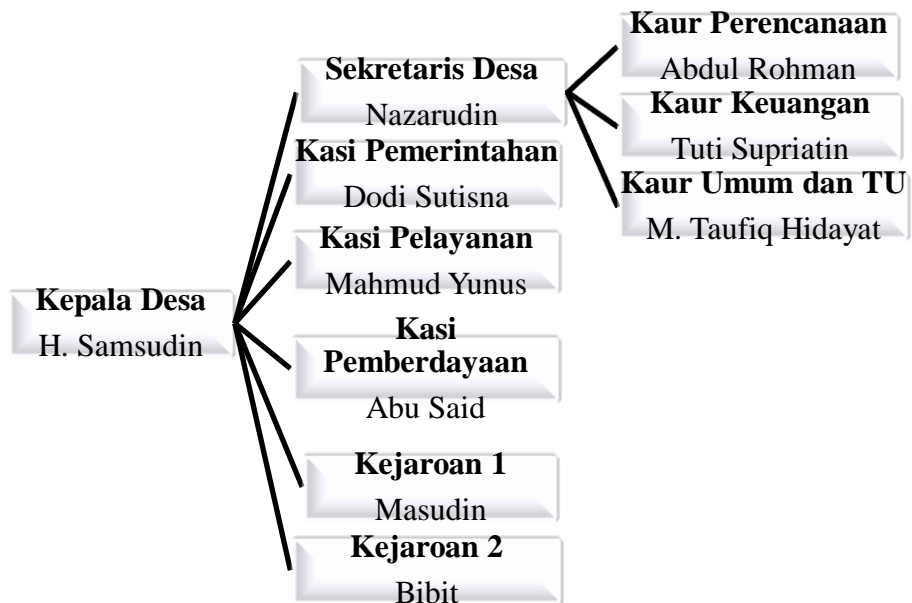 Kepala Desa
H. Samsudin
Sekretaris Desa
Nazarudin
Kasi Pemerintahan
Dodi Sutisna
Kasi Pelayanan
Mahmud Yunus
Kasi
Pemberdayaan
Abu Said
Kejaroan 1
Masudin
Kejaroan 2
Bibit
Kaur Perencanaan
Abdul Rohman
Kaur Keuangan
Tuti Supriatin
Kaur Umum dan TU
M. Taufiq Hidayat